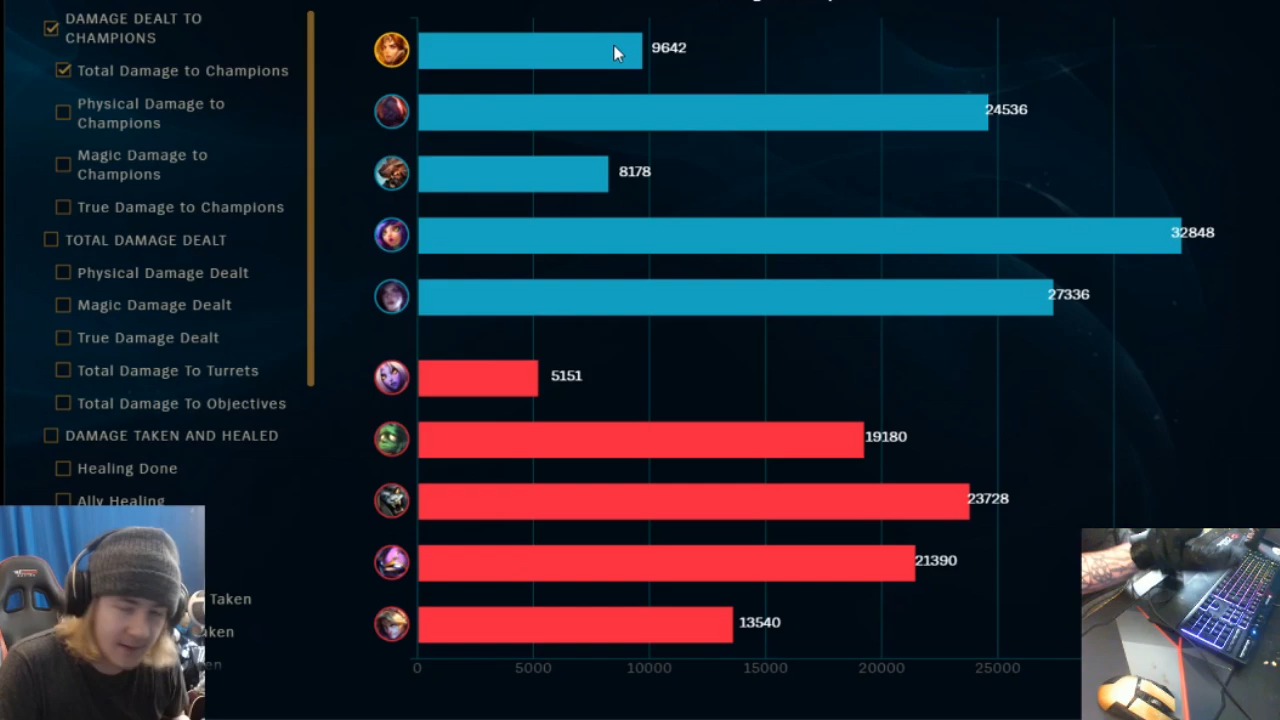 DAMAGE DEALT TO
CHAMPIONS
Total Damage to Champions
Physical Damage to
Champions
Magic Damage to
Champions
True Damage to Champions
TOTAL DAMAGE DEALT
Physical Damage Dealt
Magic Damage Dealt
True Damage Dealt
Total Damage To Turrets
Total Damage To Objectives
DAMAGE TAKEN AND HEALED
Healing Done
Ally Healing
Taken
9642
24536
8178
32848
27336
5151
19180
23728
21390
13540
0 5000 10000 15000 20000 25000